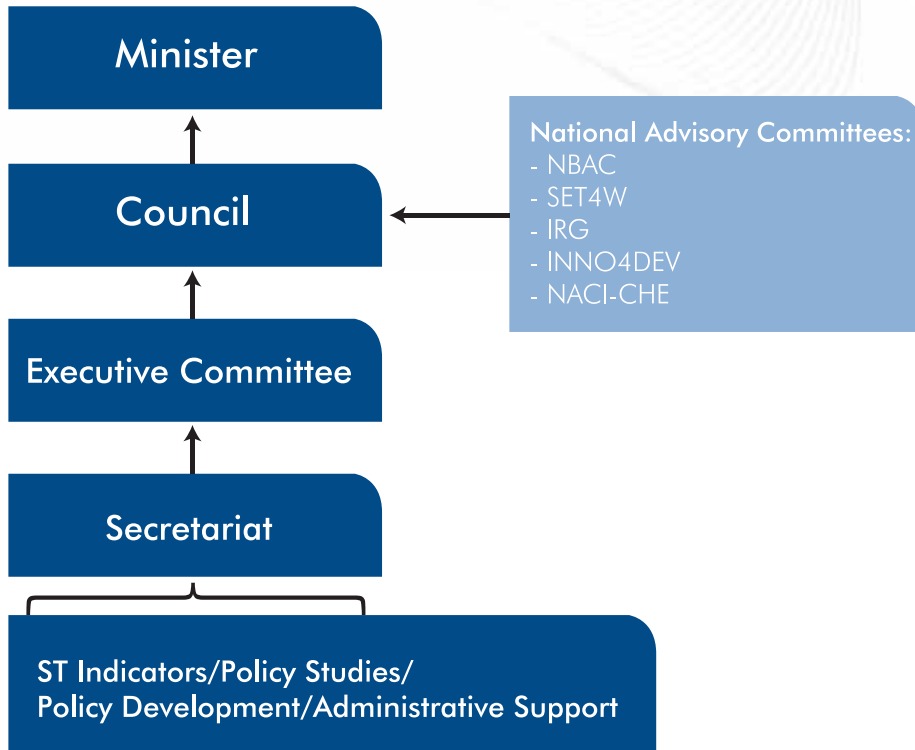 Minister
Council
National Advisory Committees:
- NBAC
- SET4W
- IRG
- INNO4DEV
- NACI-CHE
Executive Committee
Secretariat
ST Indicators/Policy Studies/
Policy Development/Administrative Support